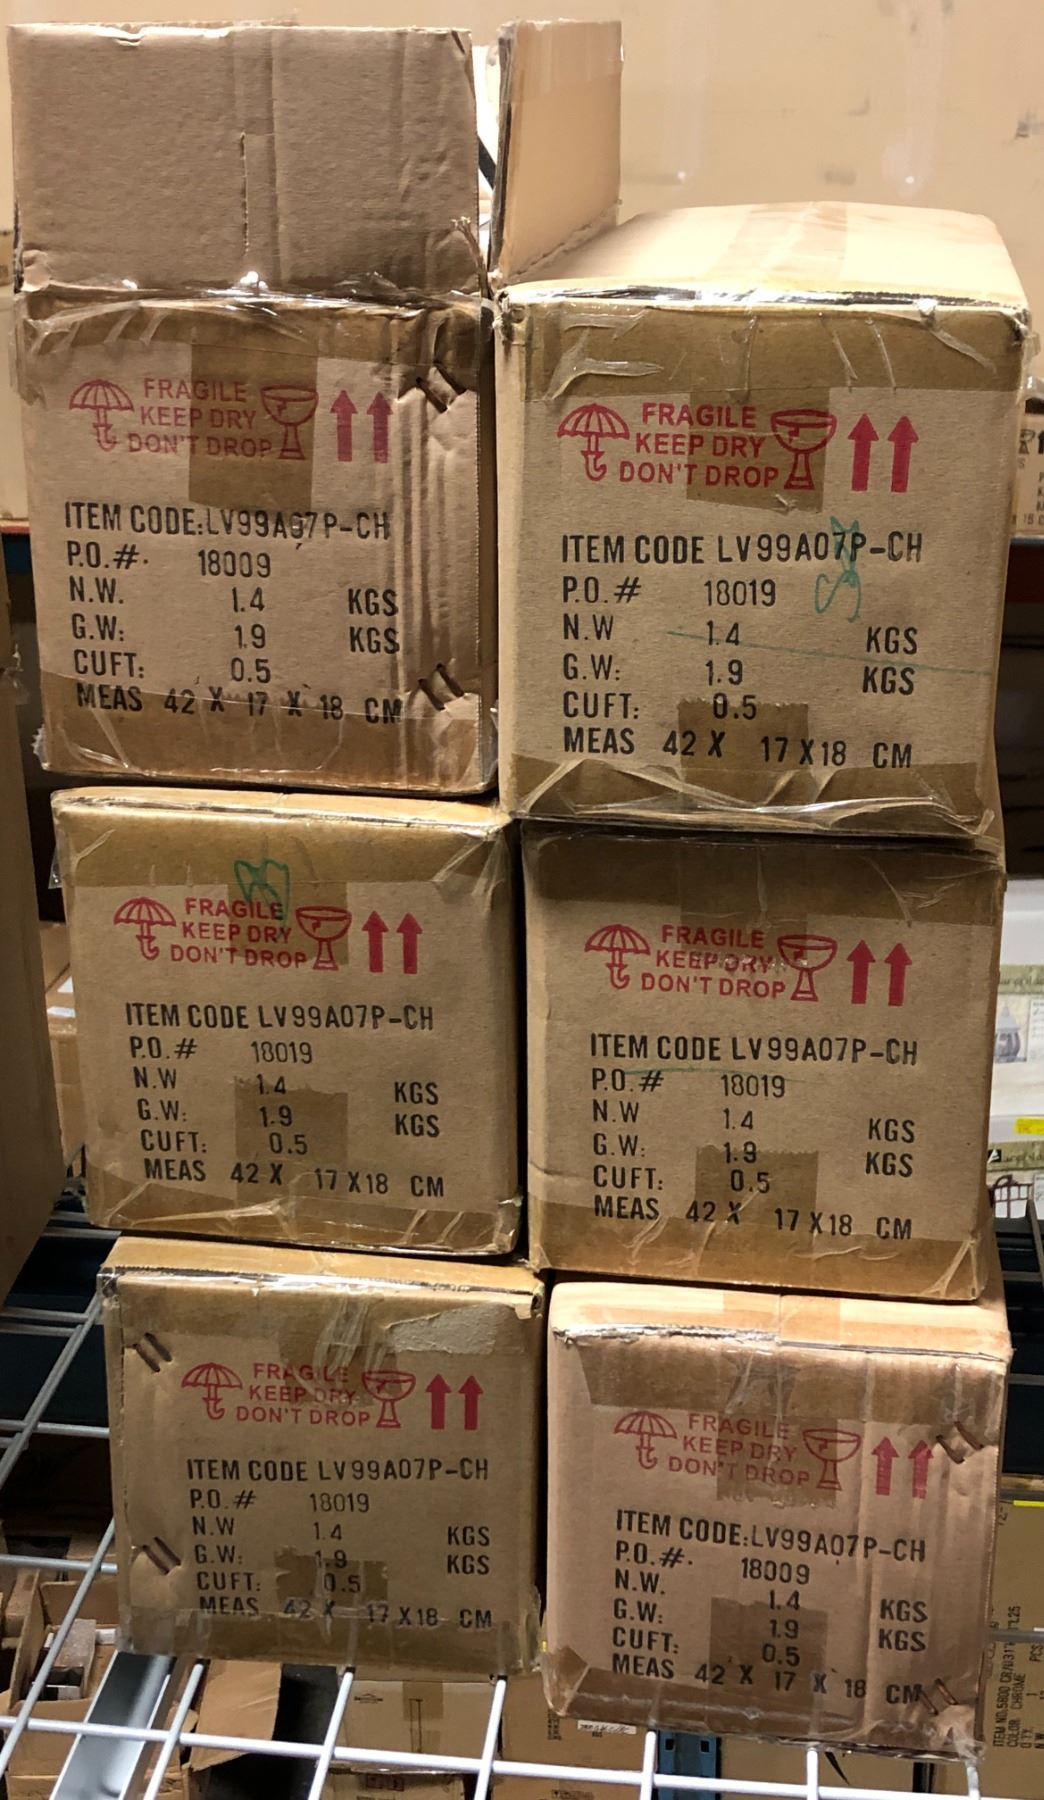 FRAGILE
KEEP DRY
DON'T DROP
ITEM CODE:LV99A07P-CH
P.O.#. 18009
N.W. 1.4 KGS
G.W: 1.9 KGS
CUFT: 0.5
MEAS 42 X 17 X 18 CM
FRAGILE
KEEP DRY
DON'T DROP
ITEM CODE LV99A07P-CH
P.O.# 18019
N.W 1.4 KGS
G.W: 1.9 KGS
CUFT: 0.5
MEAS 42 X 17 X18 CM
FRAGILE
KEEP DRY
DON'T DROP
ITEM CODE LV99A07P-CH
P.O.# 18019
N.W 1.4 KGS
G.W: 1.9 KGS
CUFT: 0.5
MEAS 42 X 17 X18 CM
FRAGILE
KEEP DRY
DON'T DROP
ITEM CODE LV99A07P-CH
P.O.# 18019
N.W 1.4 KGS
G.W: 1.9 KGS
CUFT: 0.5
MEAS 42 X 17 X18 CM
FRAGILE
KEEP DRY
DON'T DROP
ITEM CODE LV99A07P-CH
P.O.# 18019
N.W 1.4 KGS
G.W: 1.9 KGS
CUFT: 0.5
MEAS 42 X 17 X18 CM
FRAGILE
KEEP DRY
DON'T DROP
ITEM CODE:LV99A07P-CH
P.O.#. 18009
N.W. 1.4 KGS
G.W: 1.9 KGS
CUFT: 0.5
MEAS 42 X 17 X 18 CM
COLOR: CHROME